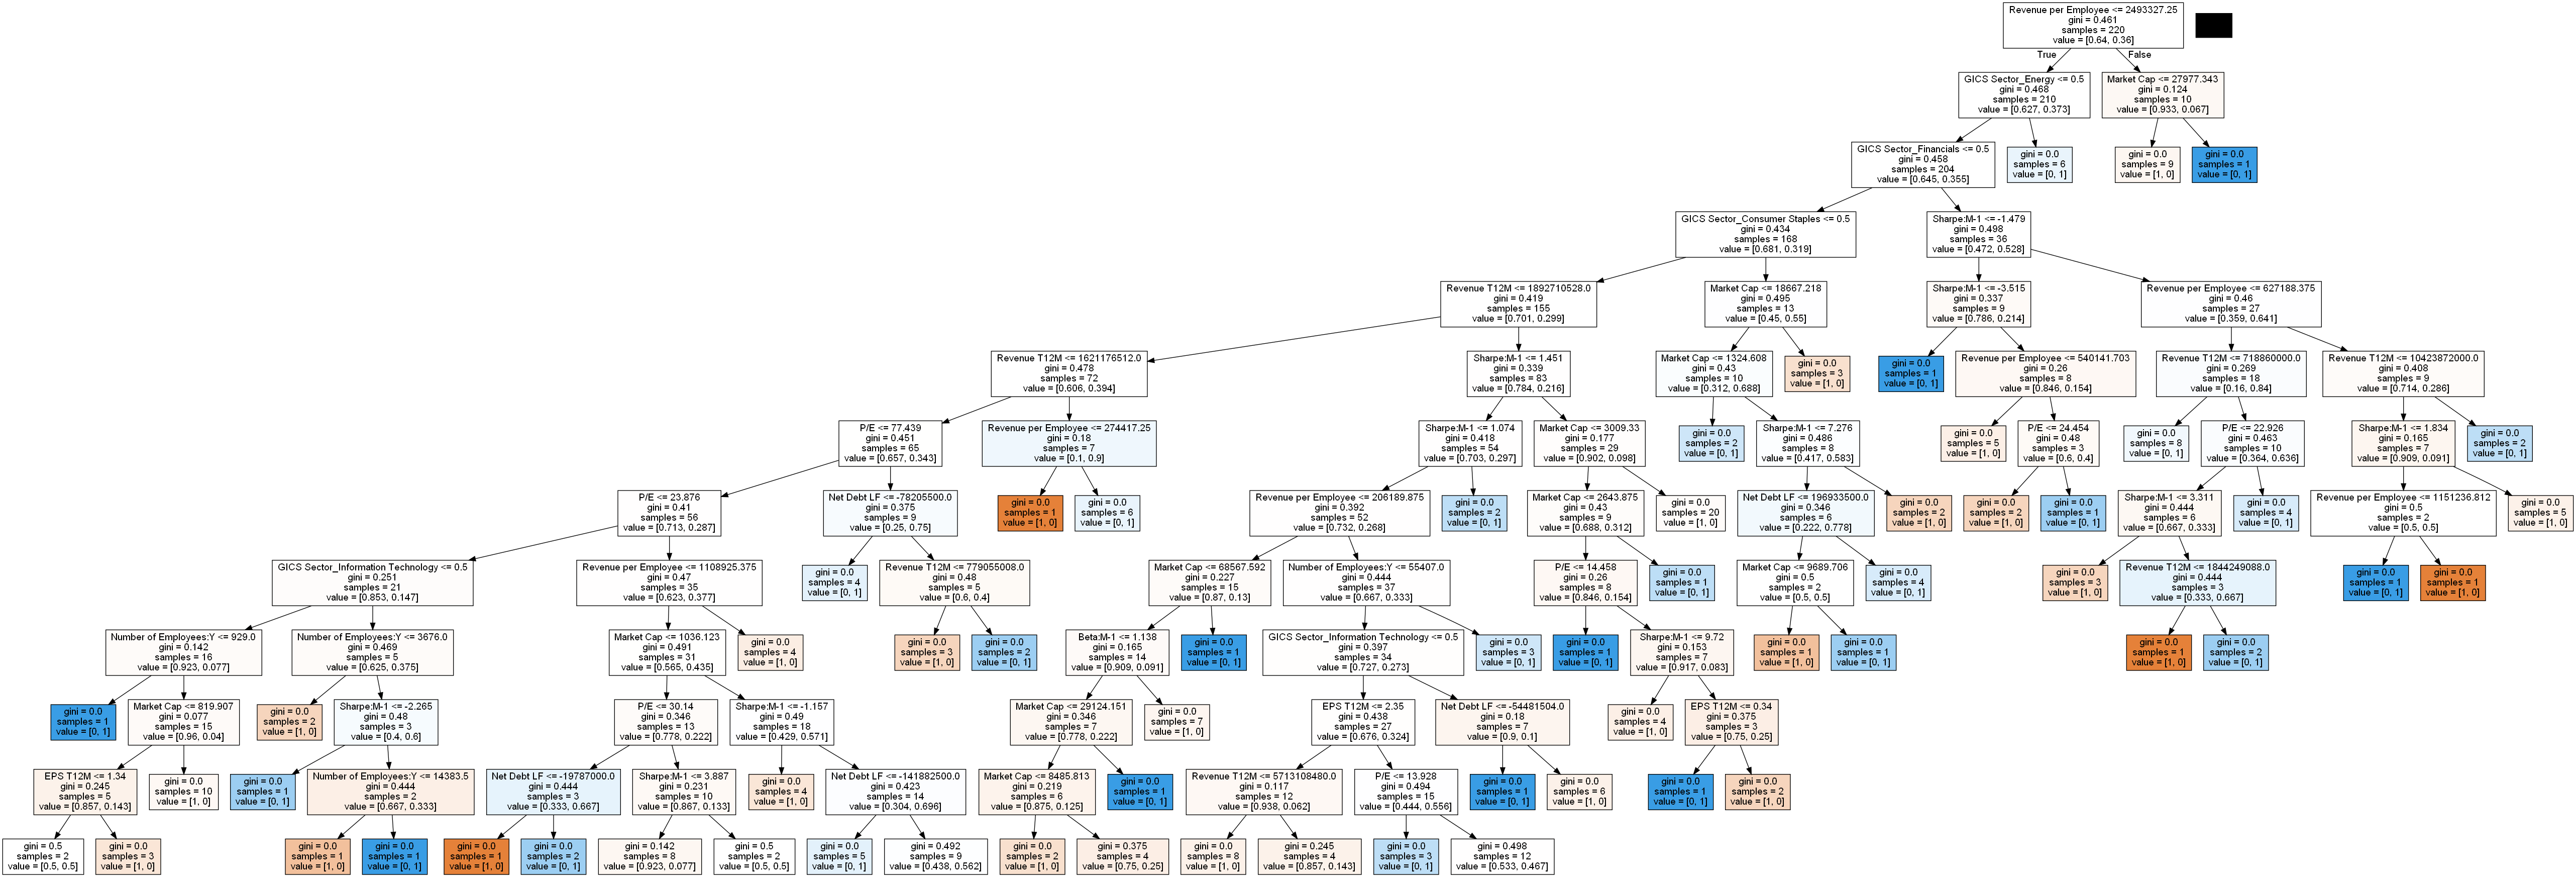 Revenue per Employee <= 2493327.25
gini = 0.461
samples = 220
value = [0.64, 0.36]
True
False
GICS Sector_Energy <= 0.5
gini = 0.468
samples = 210
value = [0.627, 0.373]
Market Cap <= 27977.343
gini = 0.124
samples = 10
value = [0.933, 0.067]
GICS Sector_Financials <= 0.5
gini = 0.458
samples = 204
value = [0.645, 0.355]
gini = 0.0
samples = 6
value = [0, 1]
gini = 0.0
samples = 9
value = [1, 0]
gini = 0.0
samples = 1
value = [0, 1]
GICS Sector_Consumer Staples <= 0.5
gini = 0.434
samples = 168
value = [0.681, 0.319]
Sharpe:M-1 <= -1.479
gini = 0.498
samples = 36
value = [0.472, 0.528]
Revenue T12M <= 1892710528.0
gini = 0.419
samples = 155
value = [0.701, 0.299]
Market Cap <= 18667.218
gini = 0.495
samples = 13
value = [0.45, 0.55]
Sharpe:M-1 <= -3.515
gini = 0.337
samples = 9
value = [0.786, 0.214]
Revenue per Employee <= 627188.375
gini = 0.46
samples = 27
value = [0.359, 0.641]
Revenue T12M <= 1621176512.0
gini = 0.478
samples = 72
value = [0.606, 0.394]
Sharpe:M-1 <= 1.451
gini = 0.339
samples = 83
value = [0.784, 0.216]
Market Cap <= 1324.608
gini = 0.43
samples = 10
value = [0.312, 0.688]
gini = 0.0
samples = 3
value = [1, 0]
gini = 0.0
samples = 1
value = [0, 1]
Revenue per Employee <= 540141.703
gini = 0.26
samples = 8
value = [0.846, 0.154]
Revenue T12M <= 718860000.0
gini = 0.269
samples = 18
value = [0.16, 0.84]
Revenue T12M <= 10423872000.0
gini = 0.408
samples = 9
value = [0.714, 0.286]
P/E <= 77.439
gini = 0.451
samples = 65
value = [0.657, 0.343]
Revenue per Employee <= 274417.25
gini = 0.18
samples = 7
value = [0.1, 0.9]
Sharpe:M-1 <= 1.074
gini = 0.418
samples = 54
value = [0.703, 0.297]
Market Cap <= 3009.33
gini = 0.177
samples = 29
value = [0.902, 0.098]
gini = 0.0
samples = 2
value = [0, 1]
Sharpe:M-1 <= 7.276
gini = 0.486
samples = 8
value = [0.417, 0.583]
gini = 0.0
samples = 5
value = [1, 0]
P/E <= 24.454
gini = 0.48
samples = 3
value = [0.6, 0.4]
gini = 0.0
samples = 8
value = [0, 1]
P/E <= 22.926
gini = 0.463
samples = 10
value = [0.364, 0.636]
Sharpe:M-1 <= 1.834
gini = 0.165
samples = 7
value = [0.909, 0.091]
gini = 0.0
samples = 2
value = [0, 1]
P/E <= 23.876
gini = 0.41
samples = 56
value = [0.713, 0.287]
Net Debt LF <= -78205500.0
gini = 0.375
samples = 9
value = [0.25, 0.75]
gini = 0.0
samples = 1
value = [1, 0]
gini = 0.0
samples = 6
value = [0, 1]
Revenue per Employee <= 206189.875
gini = 0.392
samples = 52
value = [0.732, 0.268]
gini = 0.0
samples = 2
value = [0, 1]
Market Cap <= 2643.875
gini = 0.43
samples = 9
value = [0.688, 0.312]
gini = 0.0
samples = 20
value = [1, 0]
Net Debt LF <= 196933500.0
gini = 0.346
samples = 6
value = [0.222, 0.778]
gini = 0.0
samples = 2
value = [1, 0]
gini = 0.0
samples = 2
value = [1, 0]
gini = 0.0
samples = 1
value = [0, 1]
Sharpe:M-1 <= 3.311
gini = 0.444
samples = 6
value = [0.667, 0.333]
gini = 0.0
samples = 4
value = [0, 1]
Revenue per Employee <= 1151236.812
gini = 0.5
samples = 2
value = [0.5, 0.5]
gini = 0.0
samples = 5
value = [1, 0]
GICS Sector_Information Technology <= 0.5
gini = 0.251
samples = 21
value = [0.853, 0.147]
Revenue per Employee <= 1108925.375
gini = 0.47
samples = 35
value = [0.623, 0.377]
gini = 0.0
samples = 4
value = [0, 1]
Revenue T12M <= 779055008.0
gini = 0.48
samples = 5
value = [0.6, 0.4]
Market Cap <= 68567.592
gini = 0.227
samples = 15
value = [0.87, 0.13]
Number of Employees:Y <= 55407.0
gini = 0.444
samples = 37
value = [0.667, 0.333]
P/E <= 14.458
gini = 0.26
samples = 8
value = [0.846, 0.154]
gini = 0.0
samples = 1
value = [0, 1]
Market Cap <= 9689.706
gini = 0.5
samples = 2
value = [0.5, 0.5]
gini = 0.0
samples = 4
value = [0, 1]
gini = 0.0
samples = 3
value = [1, 0]
Revenue T12M <= 1844249088.0
gini = 0.444
samples = 3
value = [0.333, 0.667]
gini = 0.0
samples = 1
value = [0, 1]
gini = 0.0
samples = 1
value = [1, 0]
Number of Employees:Y <= 929.0
gini = 0.142
samples = 16
value = [0.923, 0.077]
Number of Employees:Y <= 3676.0
gini = 0.469
samples = 5
value = [0.625, 0.375]
Market Cap <= 1036.123
gini = 0.491
samples = 31
value = [0.565, 0.435]
gini = 0.0
samples = 4
value = [1, 0]
gini = 0.0
samples = 3
value = [1, 0]
gini = 0.0
samples = 2
value = [0, 1]
Beta:M-1 <= 1.138
gini = 0.165
samples = 14
value = [0.909, 0.091]
gini = 0.0
samples = 1
value = [0, 1]
GICS Sector_Information Technology <= 0.5
gini = 0.397
samples = 34
value = [0.727, 0.273]
gini = 0.0
samples = 3
value = [0, 1]
gini = 0.0
samples = 1
value = [0, 1]
Sharpe:M-1 <= 9.72
gini = 0.153
samples = 7
value = [0.917, 0.083]
gini = 0.0
samples = 1
value = [1, 0]
gini = 0.0
samples = 1
value = [0, 1]
gini = 0.0
samples = 1
value = [1, 0]
gini = 0.0
samples = 2
value = [0, 1]
gini = 0.0
samples = 1
value = [0, 1]
Market Cap <= 819.907
gini = 0.077
samples = 15
value = [0.96, 0.04]
gini = 0.0
samples = 2
value = [1, 0]
Sharpe:M-1 <= -2.265
gini = 0.48
samples = 3
value = [0.4, 0.6]
P/E <= 30.14
gini = 0.346
samples = 13
value = [0.778, 0.222]
Sharpe:M-1 <= -1.157
gini = 0.49
samples = 18
value = [0.429, 0.571]
Market Cap <= 29124.151
gini = 0.346
samples = 7
value = [0.778, 0.222]
gini = 0.0
samples = 7
value = [1, 0]
EPS T12M <= 2.35
gini = 0.438
samples = 27
value = [0.676, 0.324]
Net Debt LF <= -54481504.0
gini = 0.18
samples = 7
value = [0.9, 0.1]
gini = 0.0
samples = 4
value = [1, 0]
EPS T12M <= 0.34
gini = 0.375
samples = 3
value = [0.75, 0.25]
EPS T12M <= 1.34
gini = 0.245
samples = 5
value = [0.857, 0.143]
gini = 0.0
samples = 10
value = [1, 0]
gini = 0.0
samples = 1
value = [0, 1]
Number of Employees:Y <= 14383.5
gini = 0.444
samples = 2
value = [0.667, 0.333]
Net Debt LF <= -19787000.0
gini = 0.444
samples = 3
value = [0.333, 0.667]
Sharpe:M-1 <= 3.887
gini = 0.231
samples = 10
value = [0.867, 0.133]
gini = 0.0
samples = 4
value = [1, 0]
Net Debt LF <= -141882500.0
gini = 0.423
samples = 14
value = [0.304, 0.696]
Market Cap <= 8485.813
gini = 0.219
samples = 6
value = [0.875, 0.125]
gini = 0.0
samples = 1
value = [0, 1]
Revenue T12M <= 5713108480.0
gini = 0.117
samples = 12
value = [0.938, 0.062]
P/E <= 13.928
gini = 0.494
samples = 15
value = [0.444, 0.556]
gini = 0.0
samples = 1
value = [0, 1]
gini = 0.0
samples = 6
value = [1, 0]
gini = 0.0
samples = 1
value = [0, 1]
gini = 0.0
samples = 2
value = [1, 0]
gini = 0.5
samples = 2
value = [0.5, 0.5]
gini = 0.0
samples = 3
value = [1, 0]
gini = 0.0
samples = 1
value = [1, 0]
gini = 0.0
samples = 1
value = [0, 1]
gini = 0.0
samples = 1
value = [1, 0]
gini = 0.0
samples = 2
value = [0, 1]
gini = 0.142
samples = 8
value = [0.923, 0.077]
gini = 0.5
samples = 2
value = [0.5, 0.5]
gini = 0.0
samples = 5
value = [0, 1]
gini = 0.492
samples = 9
value = [0.438, 0.562]
gini = 0.0
samples = 2
value = [1, 0]
gini = 0.375
samples = 4
value = [0.75, 0.25]
gini = 0.0
samples = 8
value = [1, 0]
gini = 0.245
samples = 4
value = [0.857, 0.143]
gini = 0.0
samples = 3
value = [0, 1]
gini = 0.498
samples = 12
value = [0.533, 0.467]